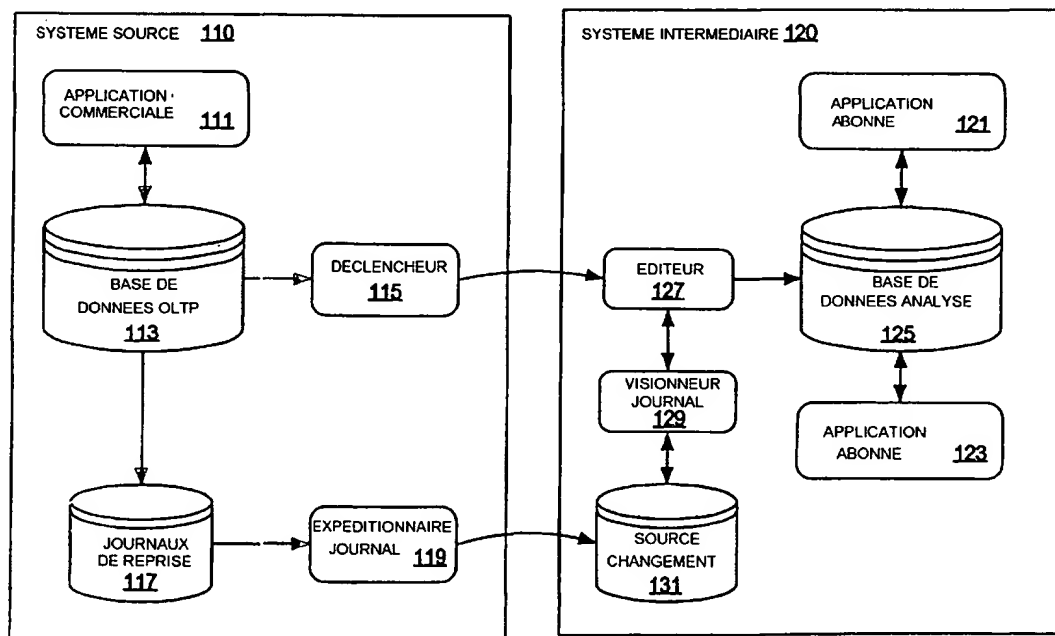 SYSTEME SOURCE 110
APPLICATION
COMMERCIALE 111
BASE DE
DONNEES OLTP
113
DECLENCHEUR
115
JOURNAUX
DE REPRISE
117
EXPEDITIONNAIRE
JOURNAL 119
SYSTEME INTERMEDIAIRE 120
APPLICATION
ABONNE 121
EDITEUR
127
BASE DE
DONNEES ANALYSE
125
VISIONNEUR
JOURNAL
129
APPLICATION
ABONNE 123
SOURCE
CHANGEMENT
131